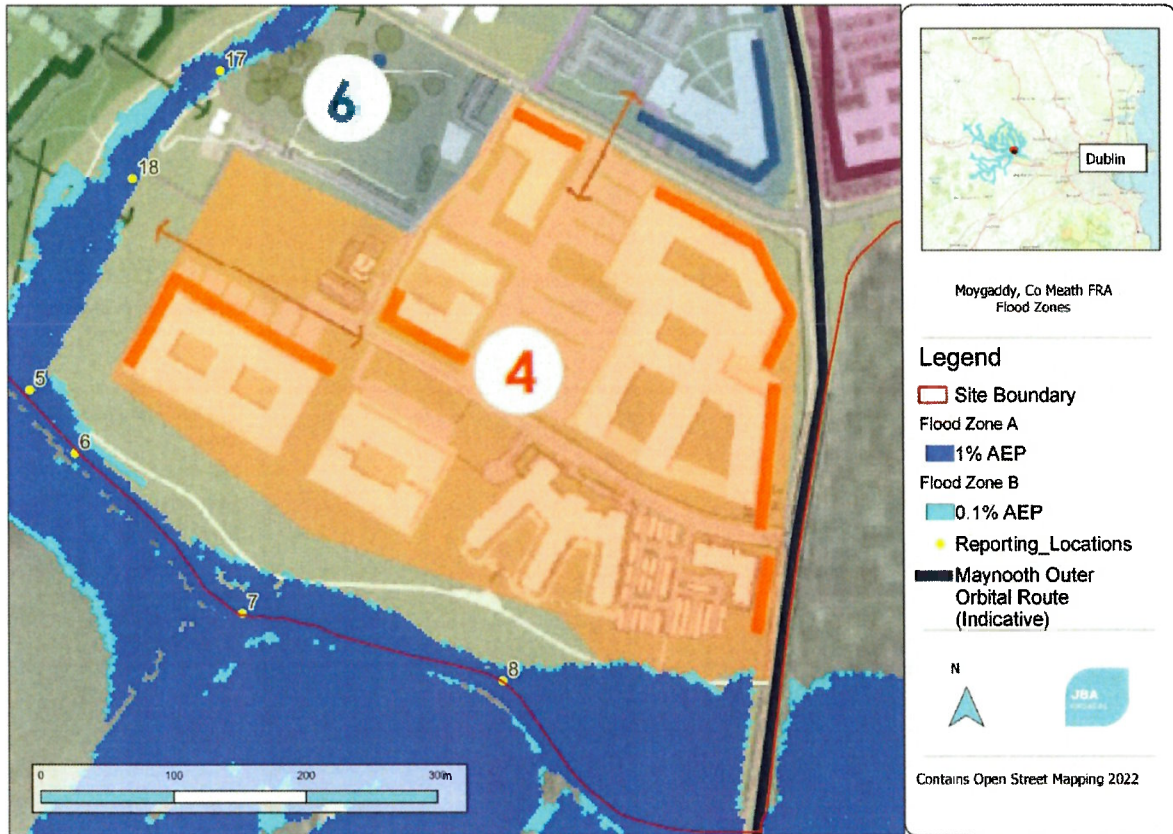 17
6
18
4
5
6
7
8
0 100 200 300m
Dublin
Moygaddy, Co Meath FRA
Flood Zones
Legend
Site Boundary
Flood Zone A
1% AEP
Flood Zone B
0.1% AEP
Reporting_Locations
Maynooth Outer
Orbital Route
(Indicative)
N
JBA
Contains Open Street Mapping 2022